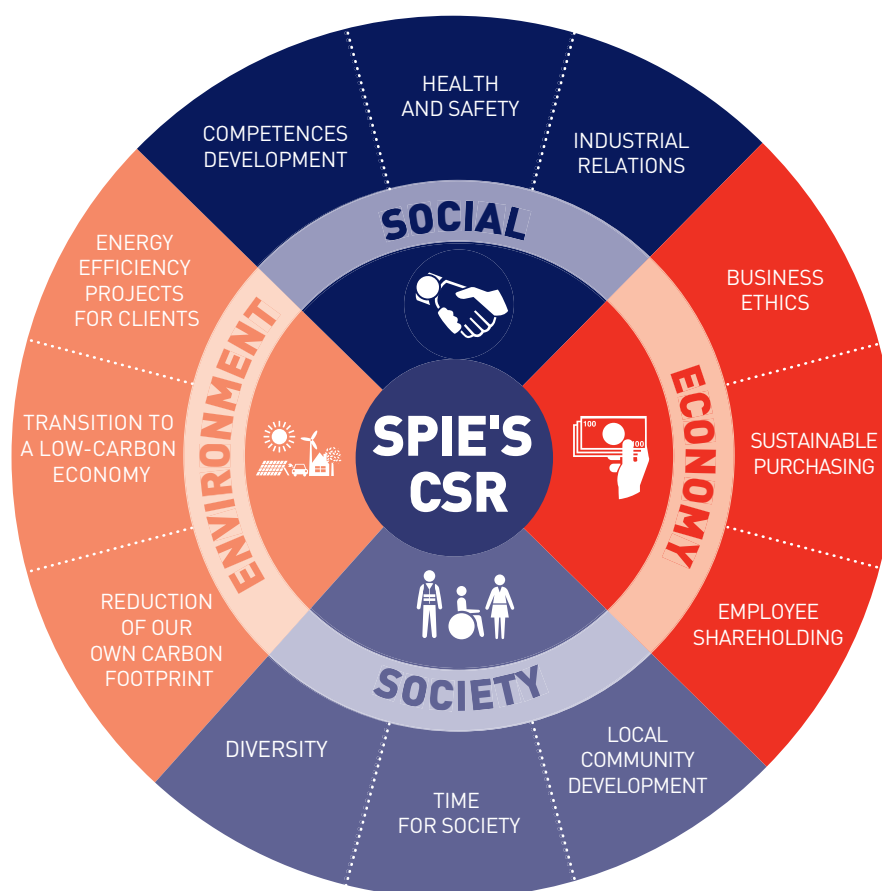 HEALTH
AND SAFETY
COMPETENCES
DEVELOPMENT
INDUSTRIAL
RELATIONS
SOCIAL
ENERGY
EFFICIENCY
PROJECTS
FOR CLIENTS
BUSINESS
ETHICS
ENVIRONMENT
ECONOMY
TRANSITION TO
A LOW-CARBON
ECONOMY
SPIE'S
CSR
100
00
SUSTAINABLE
PURCHASING
REDUCTION
OF OUR
OWN CARBON
FOOTPRINT
EMPLOYEE
SHAREHOLDING
SOCIETY
DIVERSITY
TIME
FOR SOCIETY
LOCAL
COMMUNITY
DEVELOPMENT